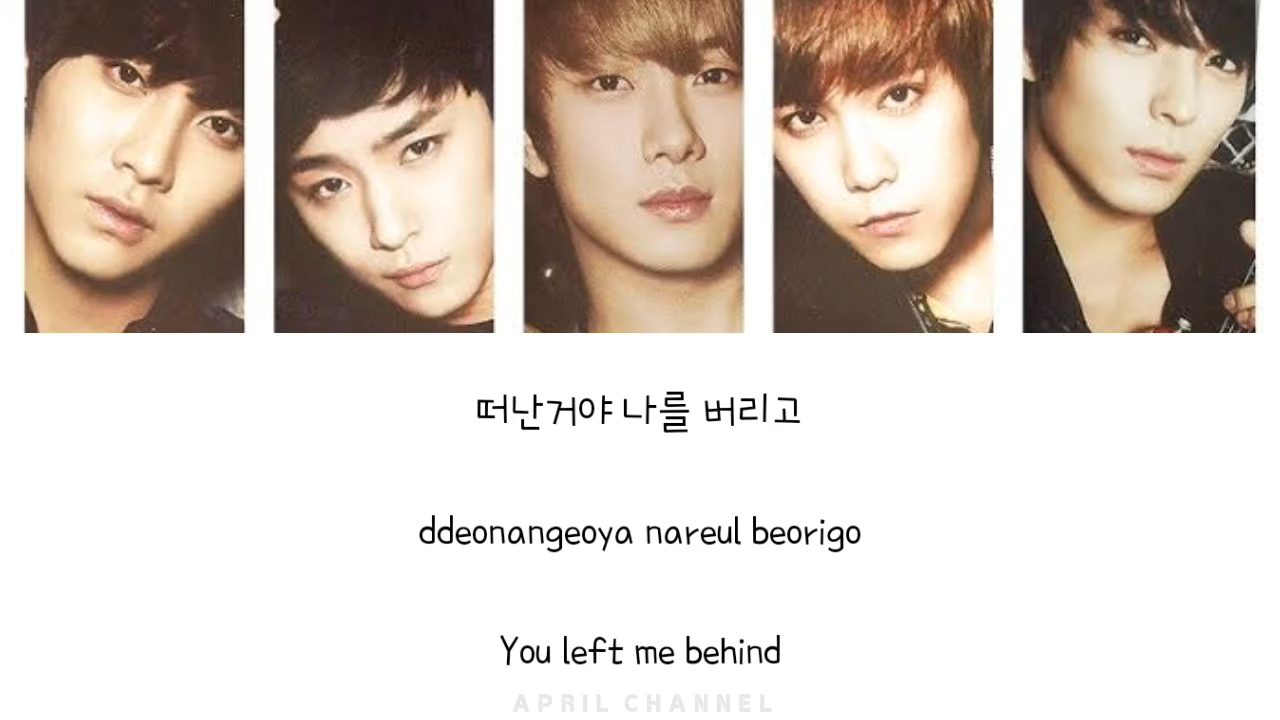 떠난거야 나를 버리고
ddeonangeoya nareul beorigo
You left me behind
APRIL CHANNEL